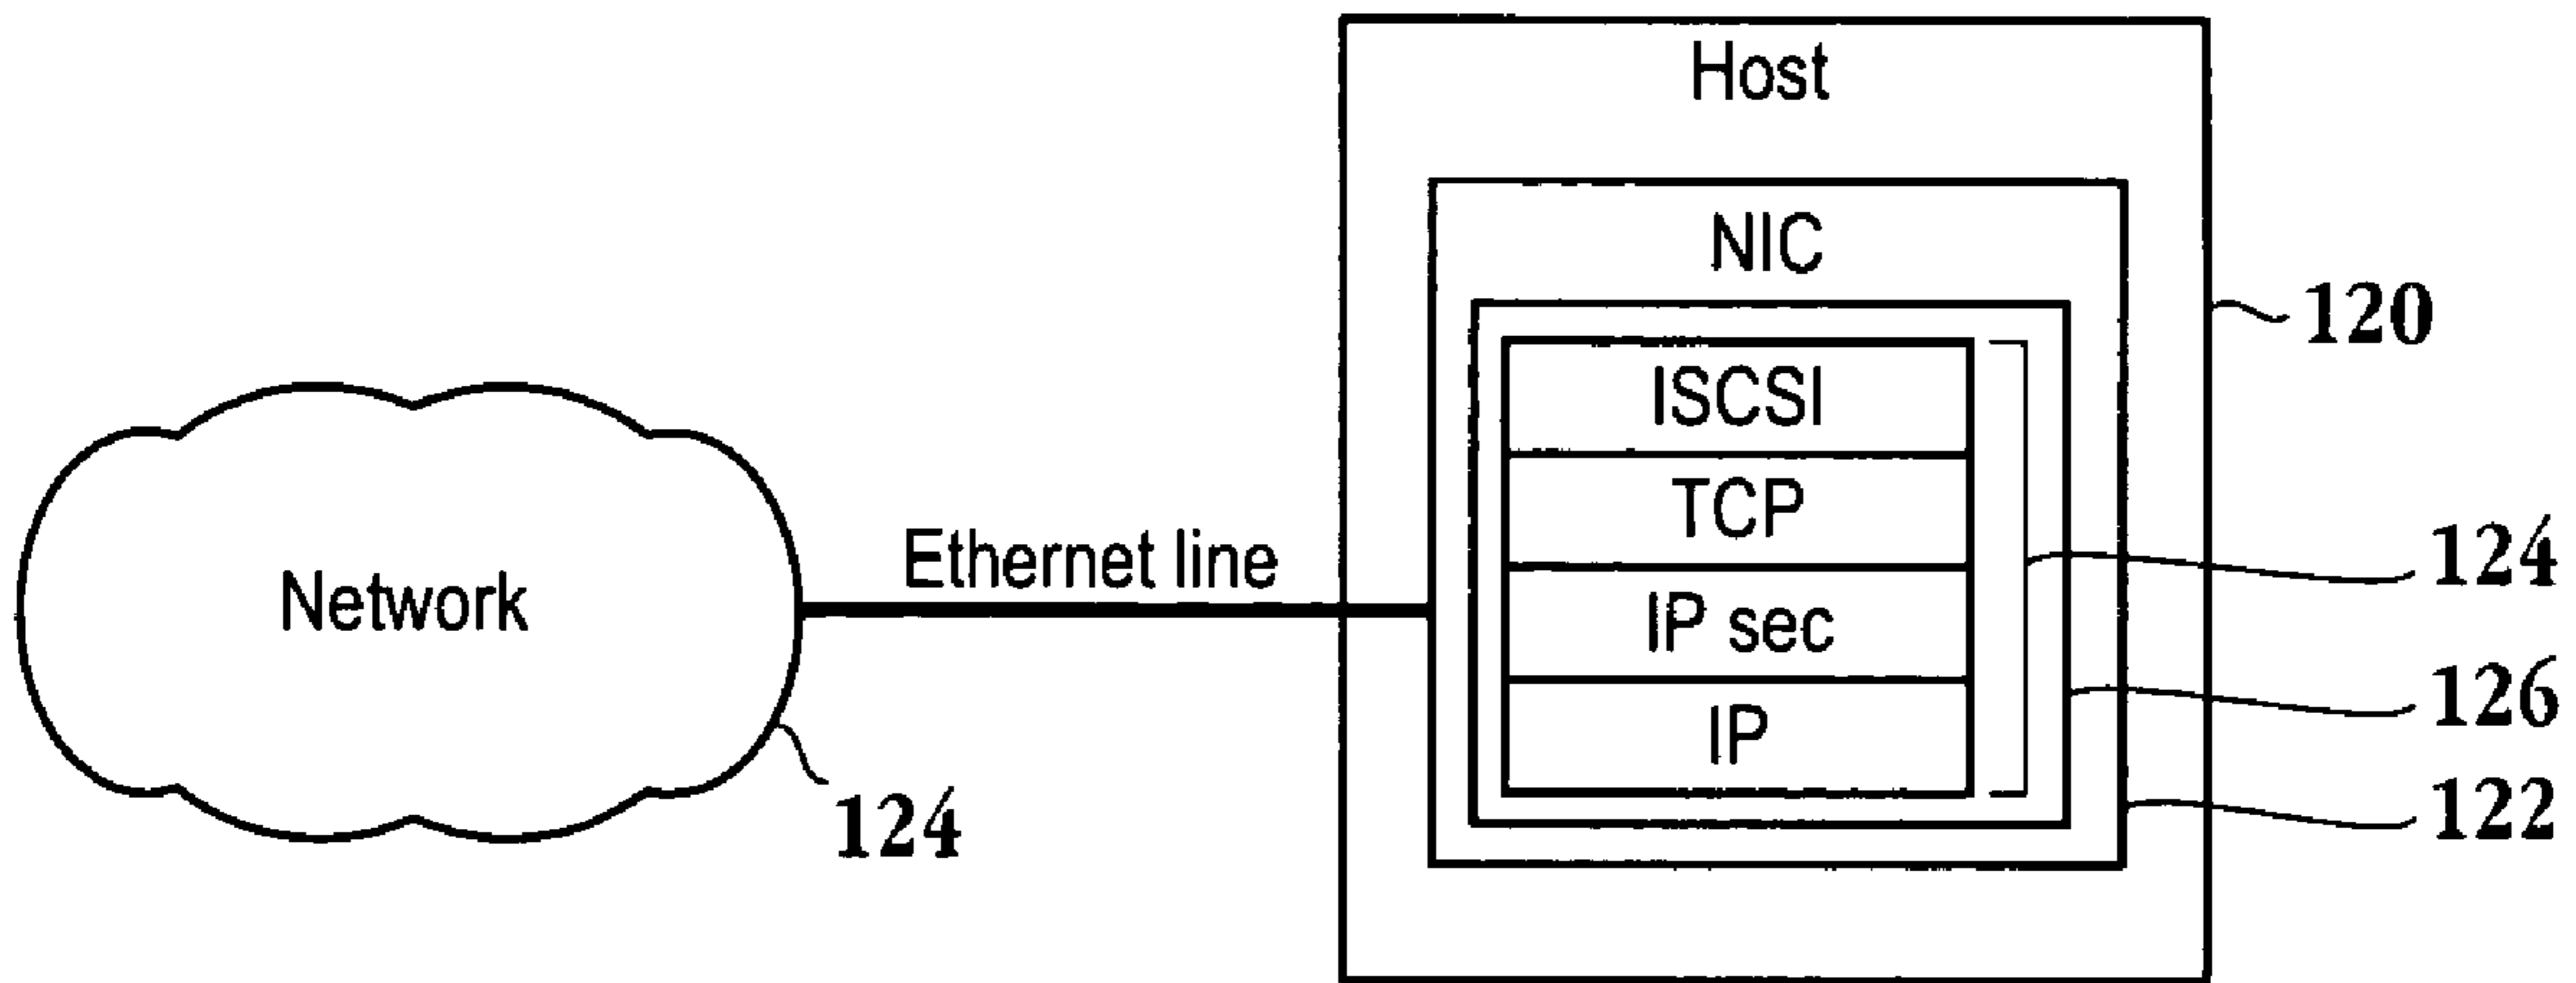 Host
NIC
120
ISCSI
TCP
124
Ethernet line
Network
IP sec
126
IP
122
124